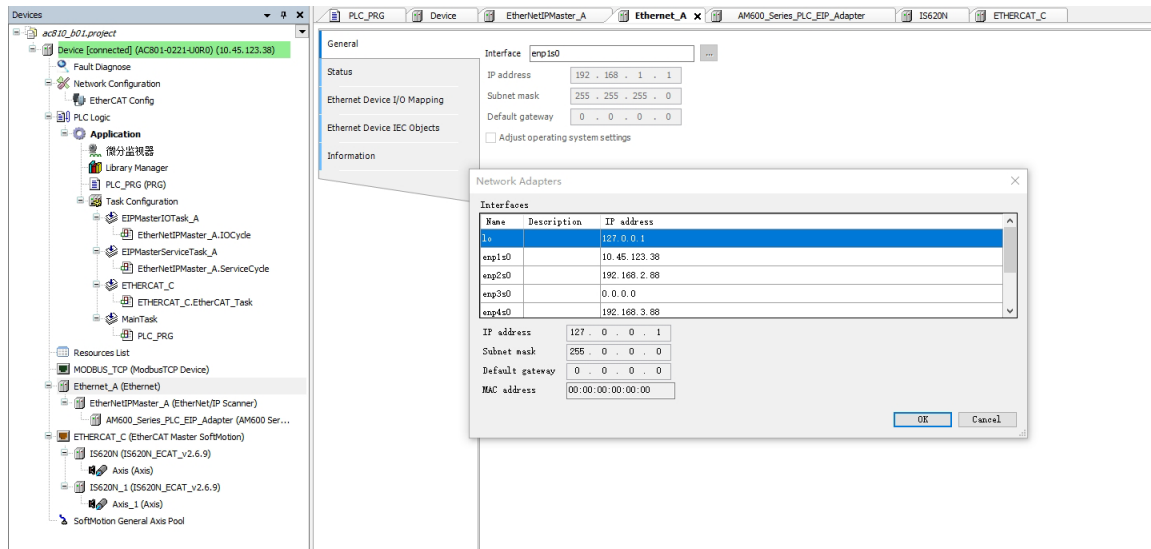 Devices
ac810_b01.project
Device [connected] (AC801-0221-U0R0) (10.45.123.38)
Fault Diagnose
Network Configuration
EtherCAT Config
PLC Logic
Application
微分监视器
Library Manager
PLC_PRG (PRG)
Task Configuration
EIPMasterIOTask_A
EtherNetIPMaster_A.IOCycle
EIPMasterServiceTask_A
EtherNetIPMaster_A.ServiceCycle
ETHERCAT_C
ETHERCAT_C.EtherCAT_Task
MainTask
PLC_PRG
Resources List
MODBUS_TCP (ModbusTCP Device)
Ethernet_A (Ethernet)
EtherNetIPMaster_A (EtherNet/IP Scanner)
AM600_Series_PLC_EIP_Adapter (AM600 Ser...
ETHERCAT_C (EtherCAT Master SoftMotion)
IS620N (IS620N_ECAT_v2.6.9)
Axis (Axis)
IS620N_1 (IS620N_ECAT_v2.6.9)
Axis_1 (Axis)
SoftMotion General Axis Pool
PLC_PRG Device EtherNetIPMaster_A Ethernet_A AM600_Series_PLC_EIP_Adapter IS620N ETHERCAT_C
General
Status
Ethernet Device I/O Mapping
Ethernet Device IEC Objects
Information
Interface enp1s0 ...
IP address 192 . 168 . 1 . 1
Subnet mask 255 . 255 . 255 . 0
Default gateway 0 . 0 . 0 . 0
Adjust operating system settings
Network Adapters
Interfaces
Name Description IP address
lo 127.0.0.1
enp1s0 10.45.123.38
enp2s0 192.168.2.88
enp3s0 0.0.0.0
enp4s0 192.168.3.88
IP address 127 . 0 . 0 . 1
Subnet mask 255 . 0 . 0 . 0
Default gateway 0 . 0 . 0 . 0
MAC address 00:00:00:00:00:00
OK Cancel